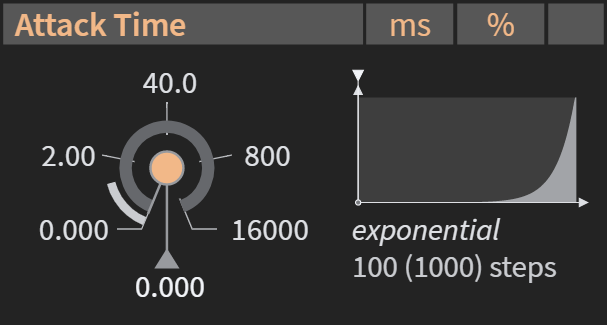 Attack Time ms %
40.0
2.00 800
0.000 16000
0.000
exponential
100 (1000) steps